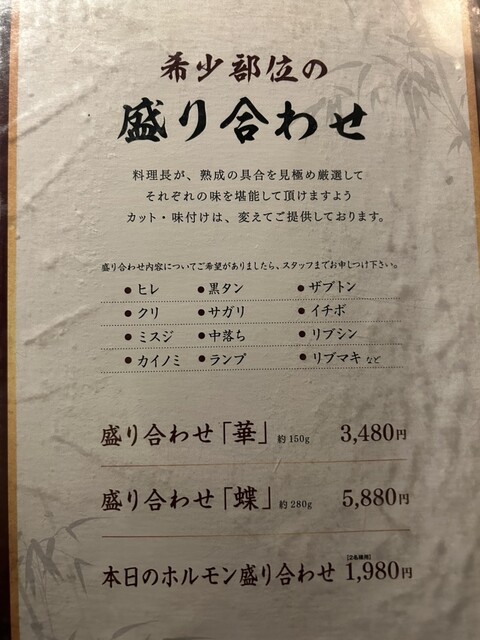 希少部位の
盛り合わせ
料理長が、熟成の具合を見極め厳選して
それぞれの味を堪能して頂けますよう
カット・味付けは、変えてご提供しております。
盛り合わせ内容についてご希望がありましたら、スタッフまでお申しつけ下さい。
●ヒレ ●黒タン ●ザブトン
●クリ ●サガリ ●イチボ
●ミスジ ●中落ち ●リブシン
●カイノミ ●ランプ ●リブマキ など
盛り合わせ「華」 約150g 3,480円
盛り合わせ「蝶」 約280g 5,880円
本日のホルモン盛り合わせ 1,980円